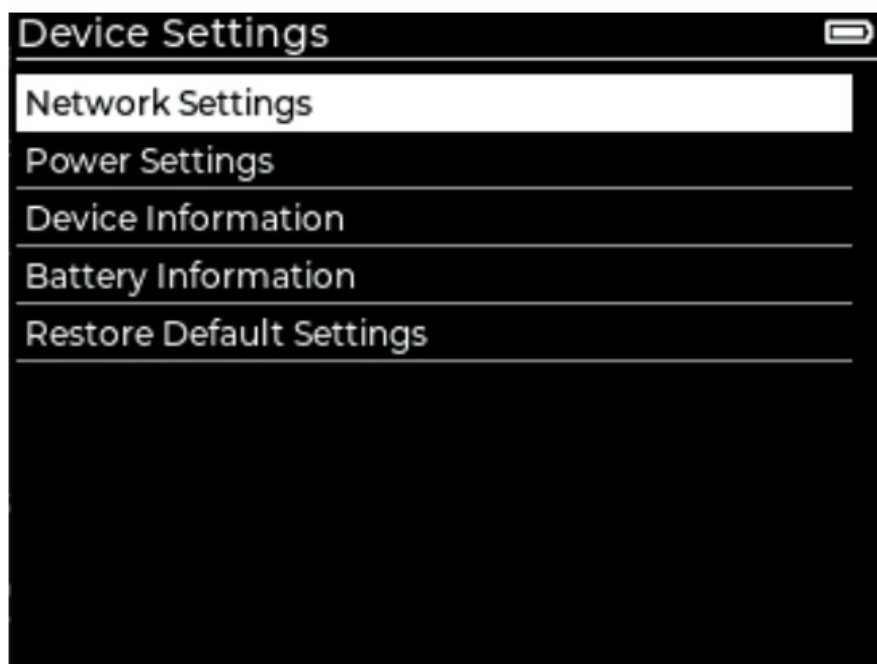 Device Settings
Network Settings
Power Settings
Device Information
Battery Information
Restore Default Settings